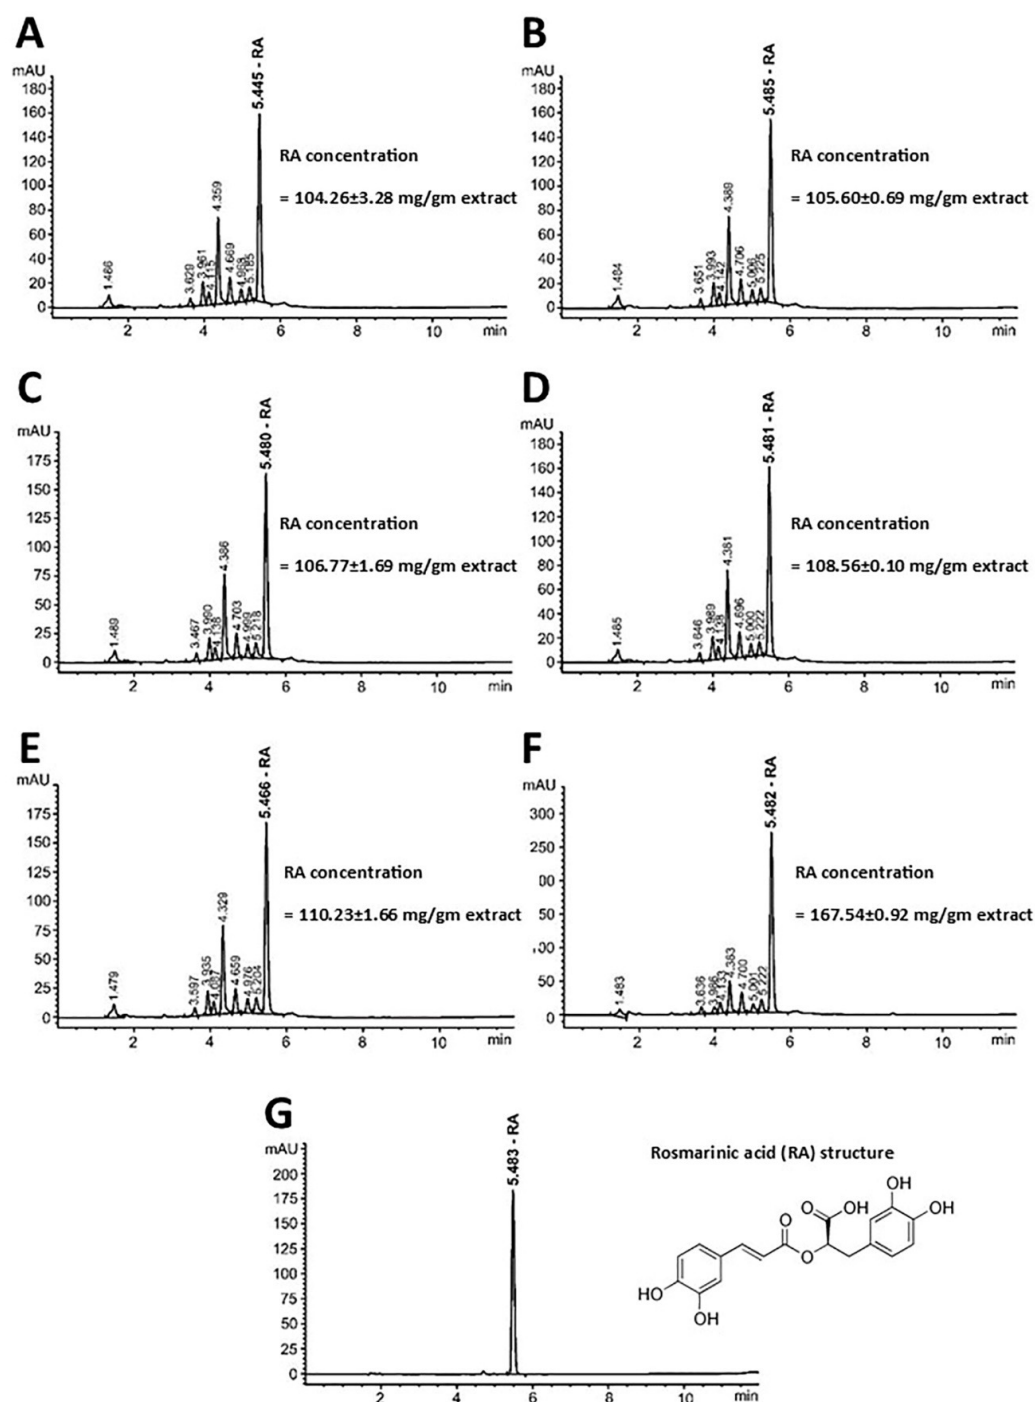 A
mAU
180
160
140
120
100
80
60
40
20
0
1.486
3.629
3.961
4.115
4.359
4.669
4.968
5.185
5.445 - RA
RA concentration
= 104.26±3.28 mg/gm extract
2
4
6
8
10
min
B
mAU
180
160
140
120
100
80
60
40
20
0
1.484
3.651
3.993
4.142
4.389
4.706
5.006
5.225
5.485 - RA
RA concentration
= 105.60±0.69 mg/gm extract
2
4
6
8
10
min
C
mAU
175
150
125
100
75
50
25
0
1.489
3.467
3.990
4.138
4.386
4.703
4.999
5.218
5.480 - RA
RA concentration
= 106.77±1.69 mg/gm extract
2
4
6
8
10
min
D
mAU
180
160
140
120
100
80
60
40
20
0
1.485
3.646
3.989
4.138
4.381
4.696
5.000
5.222
5.481 - RA
RA concentration
= 108.56±0.10 mg/gm extract
2
4
6
8
10
min
E
mAU
175
150
125
100
75
50
25
0
1.479
3.597
3.935
4.087
4.329
4.659
4.976
5.204
5.466 - RA
RA concentration
= 110.23±1.66 mg/gm extract
2
4
6
8
10
min
F
mAU
300
250
00
50
00
50
0
1.483
3.636
3.986
4.133
4.383
4.700
5.001
5.222
5.482 - RA
RA concentration
= 167.54±0.92 mg/gm extract
2
4
6
8
10
min
G
mAU
200
175
150
125
100
75
50
25
0
5.483 - RA
2
4
6
8
10
min
Rosmarinic acid (RA) structure
OH
O
OH
OH
O
O
HO
OH